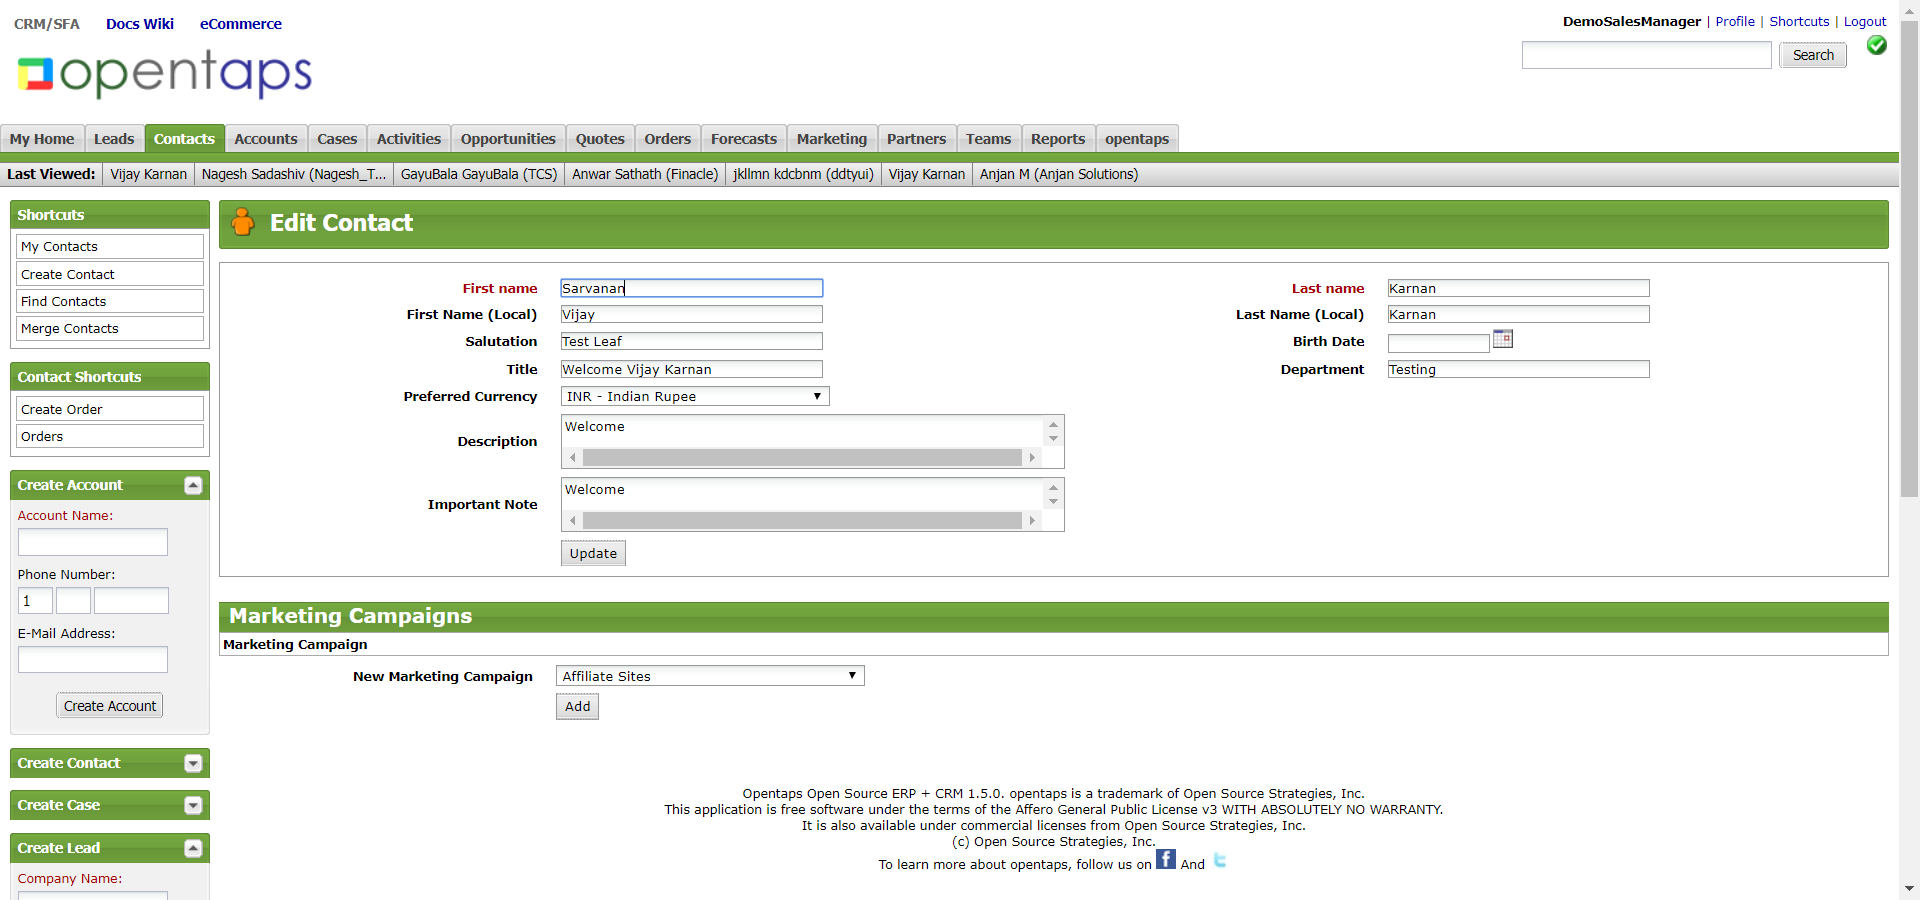 CRM/SFA Docs Wiki eCommerce
DemoSalesManager | Profile | Shortcuts | Logout
opentaps
Search
My Home Leads Contacts Accounts Cases Activities Opportunities Quotes Orders Forecasts Marketing Partners Teams Reports opentaps
Last Viewed: Vijay Karnan Nagesh Sadashiv (Nagesh_T... GayuBala GayuBala (TCS) Anwar Sathath (Finacle) jkllmn kdcbnm (ddtyui) Vijay Karnan Anjan M (Anjan Solutions)
Shortcuts
My Contacts
Create Contact
Find Contacts
Merge Contacts
Contact Shortcuts
Create Order
Orders
Create Account
Account Name:
Phone Number:
1
E-Mail Address:
Create Account
Create Contact
Create Case
Create Lead
Company Name:
Edit Contact
First name Sarvanan Last name Karnan
First Name (Local) Vijay Last Name (Local) Karnan
Salutation Test Leaf Birth Date
Title Welcome Vijay Karnan Department Testing
Preferred Currency INR - Indian Rupee
Description Welcome
Important Note Welcome
Update
Marketing Campaigns
Marketing Campaign
New Marketing Campaign Affiliate Sites
Add
Opentaps Open Source ERP + CRM 1.5.0. opentaps is a trademark of Open Source Strategies, Inc.
This application is free software under the terms of the Affero General Public License v3 WITH ABSOLUTELY NO WARRANTY.
It is also available under commercial licenses from Open Source Strategies, Inc.
(c) Open Source Strategies, Inc.
To learn more about opentaps, follow us on f And t